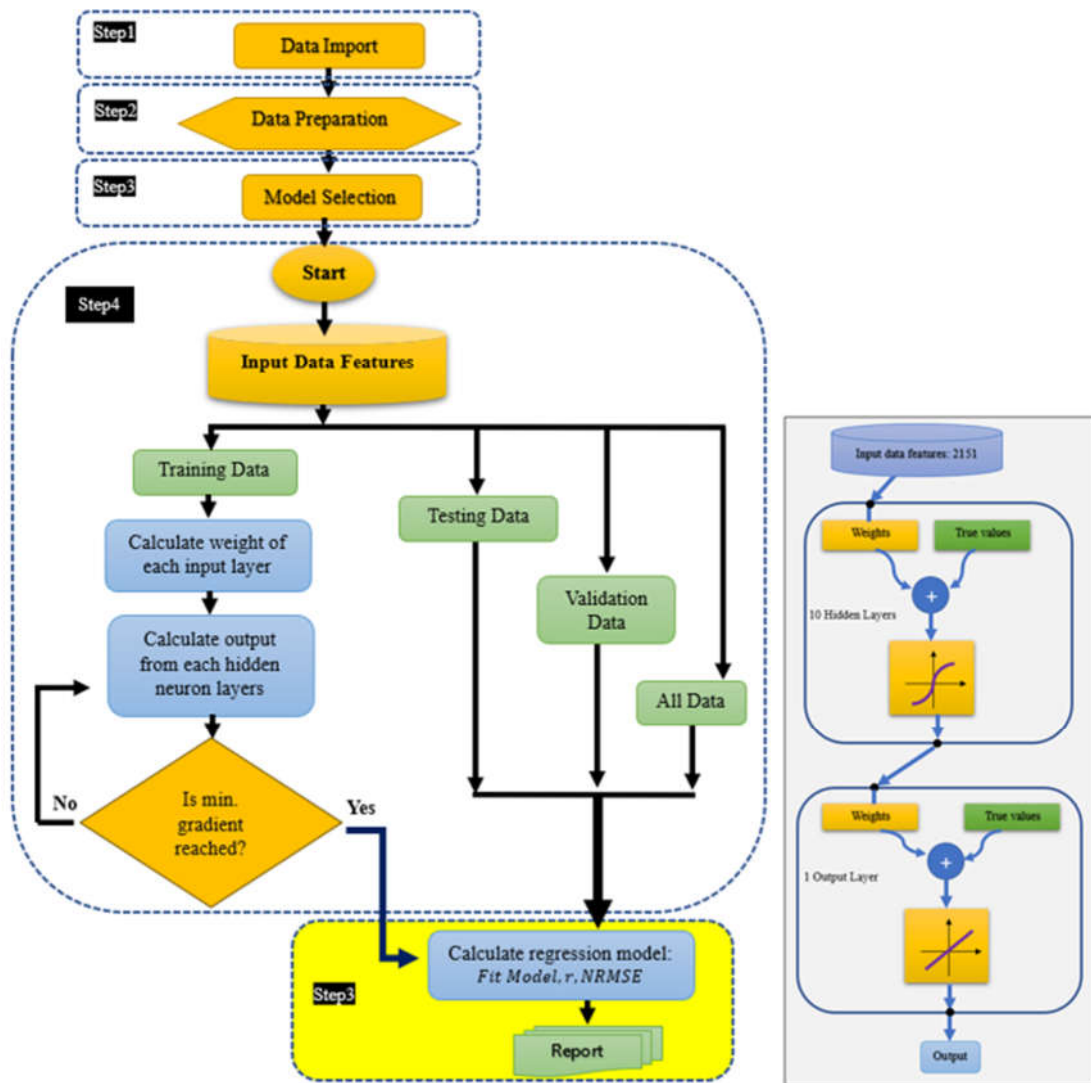 Step1
Data Import
Step2
Data Preparation
Step3
Model Selection
Start
Step4
Input Data Features
Training Data
Testing Data
Calculate weight of
each input layer
Validation
Data
Calculate output
from each hidden
neuron layers
All Data
No
Is min.
gradient
reached?
Yes
Calculate regression model:
Fit Model, r, NRMSE
Step3
Report
Input data features: 2151
Weights
True values
+
10 Hidden Layers
Weights
True values
+
1 Output Layer
Output